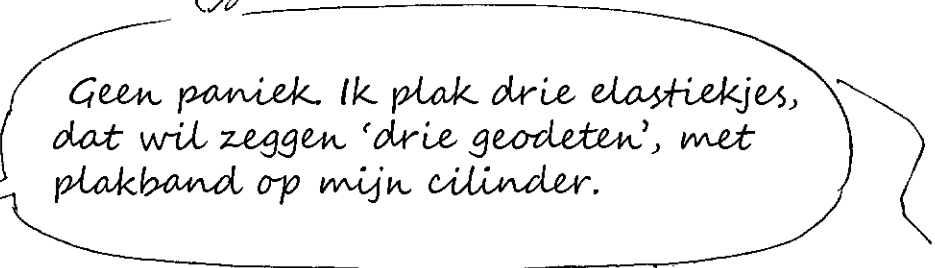 Geen paniek. Ik plak drie elastiekjes,
dat wil zeggen ‘drie geodeten’, met
plakband op mijn cilinder.